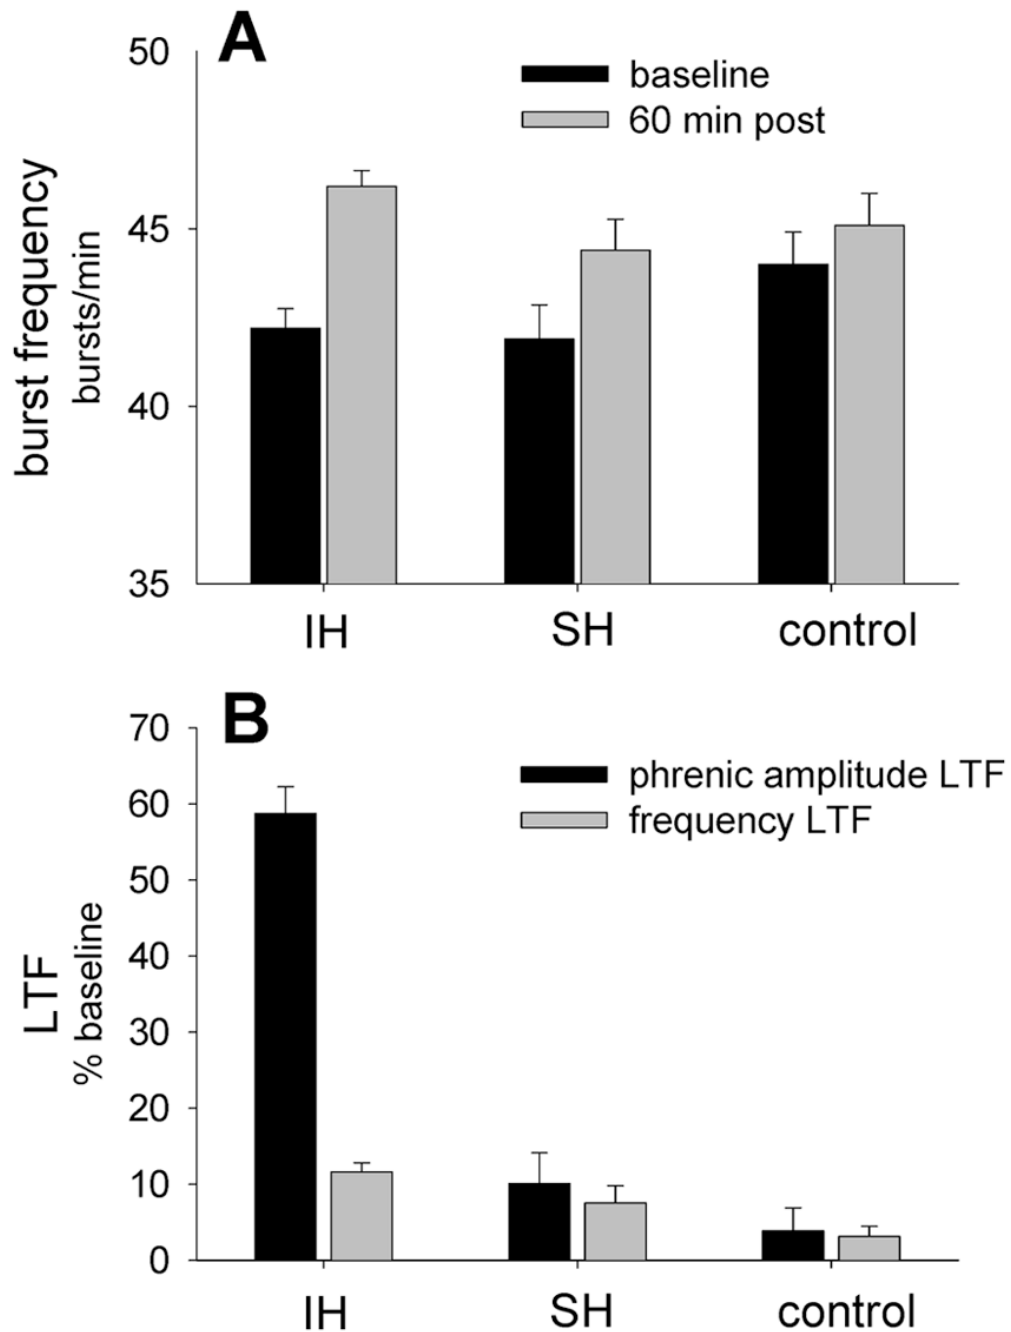 A
50
45
40
35
burst frequency
bursts/min
baseline
60 min post
IH
SH
control
B
70
60
50
40
30
20
10
0
LTF
% baseline
phrenic amplitude LTF
frequency LTF
IH
SH
control